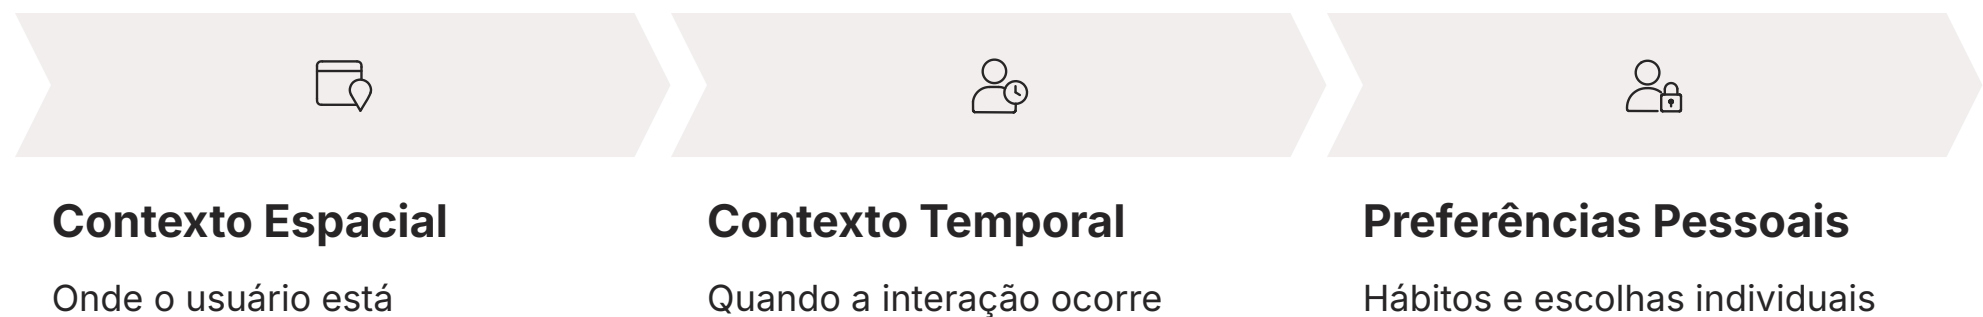 Contexto Espacial
Onde o usuário está
Contexto Temporal
Quando a interação ocorre
Preferências Pessoais
Hábitos e escolhas individuais